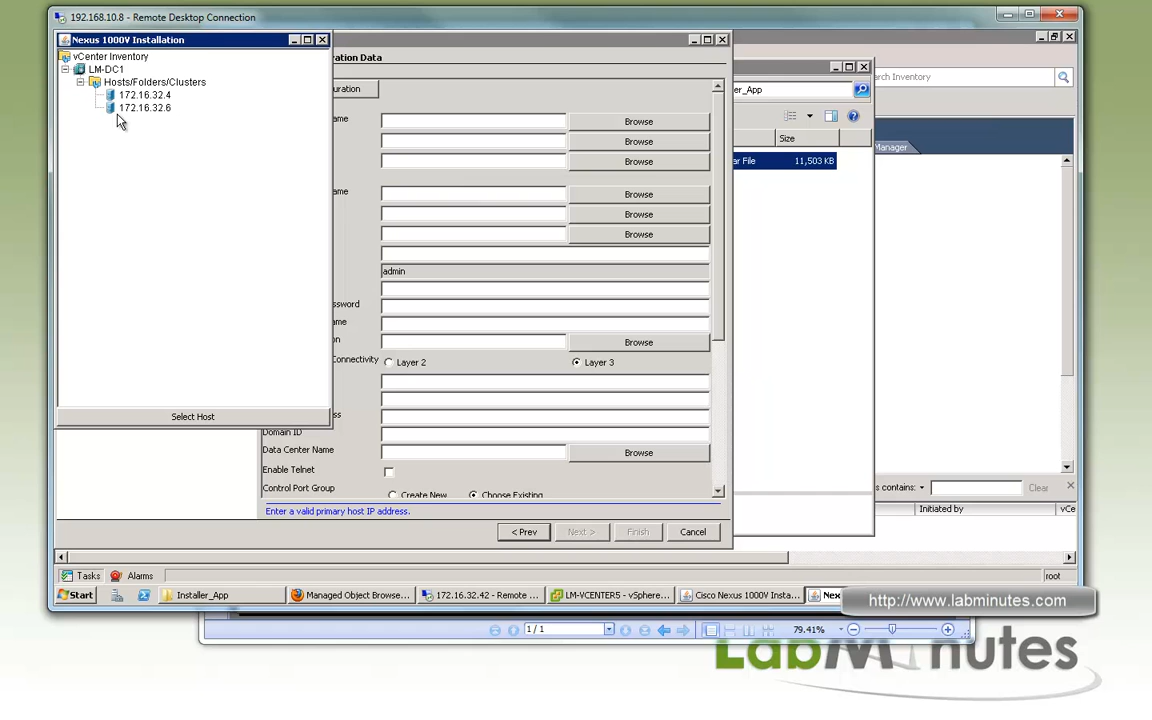 192.168.10.8 - Remote Desktop Connection
Nexus 1000V Installation
vCenter Inventory
LM-DC1
Hosts/Folders/Clusters
172.16.32.4
172.16.32.6
Select Host
ration Data
uration
ame
Browse
Browse
Browse
ame
Browse
Browse
Browse
admin
ssword
ame
on
Browse
Connectivity
Layer 2
Layer 3
ss
Domain ID
Data Center Name
Browse
Enable Telnet
Control Port Group
Create New
Choose Existing
Enter a valid primary host IP address.
< Prev
Next >
Finish
Cancel
er_App
Size
ar File
11,503 KB
arch Inventory
Manager
s contains:
Clear
Initiated by
vCe
Tasks
Alarms
root
Start
Installer_App
Managed Object Browse...
172.16.32.42 - Remote ...
LM-VCENTER5 - vSphere...
Cisco Nexus 1000V Insta...
Nex
http://www.labminutes.com
1 / 1
79.41%
LabMinutes